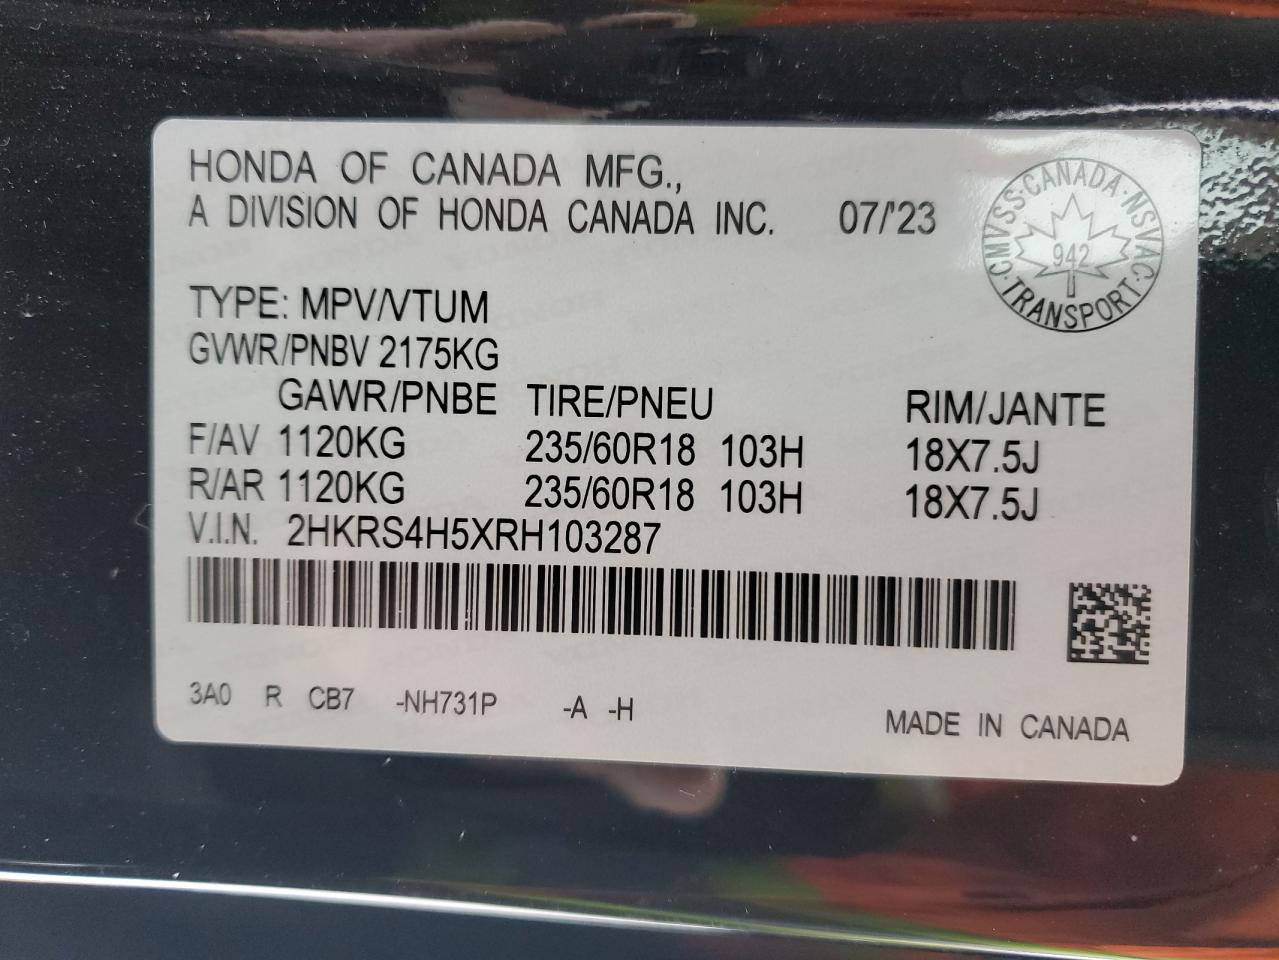 HONDA OF CANADA MFG.,
A DIVISION OF HONDA CANADA INC. 07/'23
CMVSS·CANADA·NSVAC·TRANSPORT·
942
TYPE: MPV/VTUM
GVWR/PNBV 2175KG
GAWR/PNBE TIRE/PNEU RIM/JANTE
F/AV 1120KG 235/60R18 103H 18X7.5J
R/AR 1120KG 235/60R18 103H 18X7.5J
V.I.N. 2HKRS4H5XRH103287
3A0 R CB7 -NH731P -A -H
MADE IN CANADA